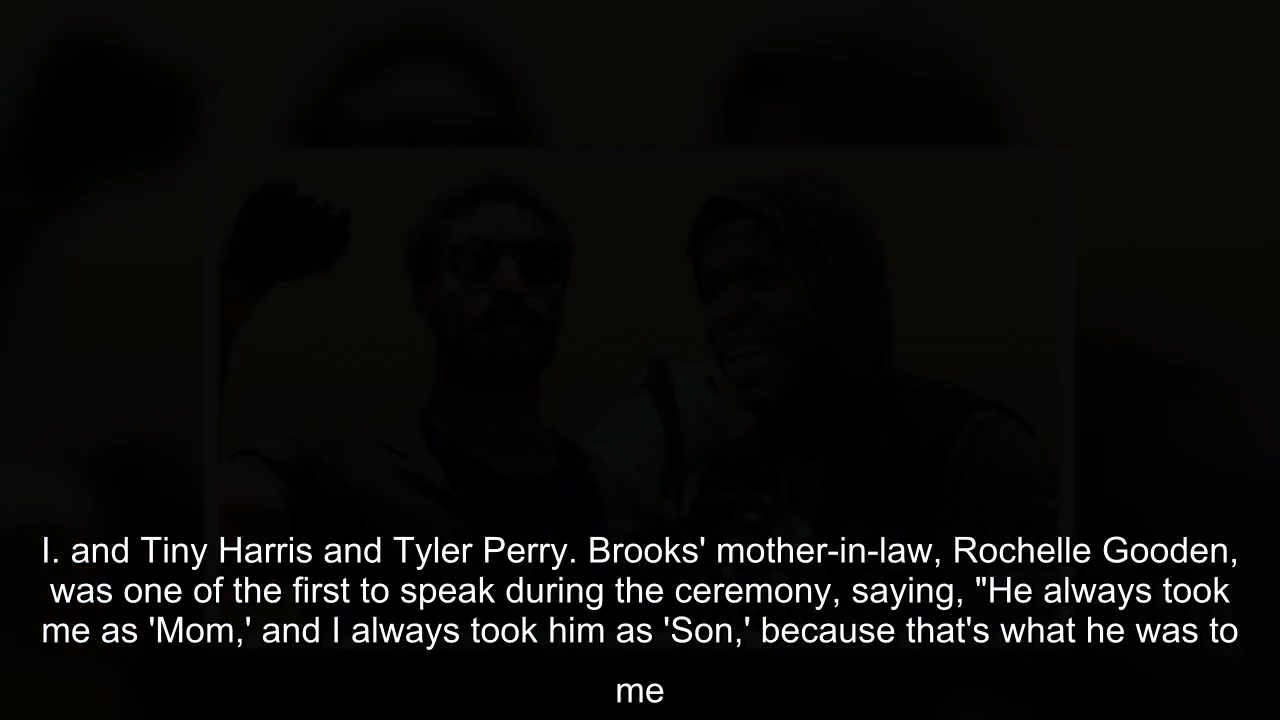 I. and Tiny Harris and Tyler Perry. Brooks' mother-in-law, Rochelle Gooden,
was one of the first to speak during the ceremony, saying, "He always took
me as 'Mom,' and I always took him as 'Son,' because that's what he was to
me